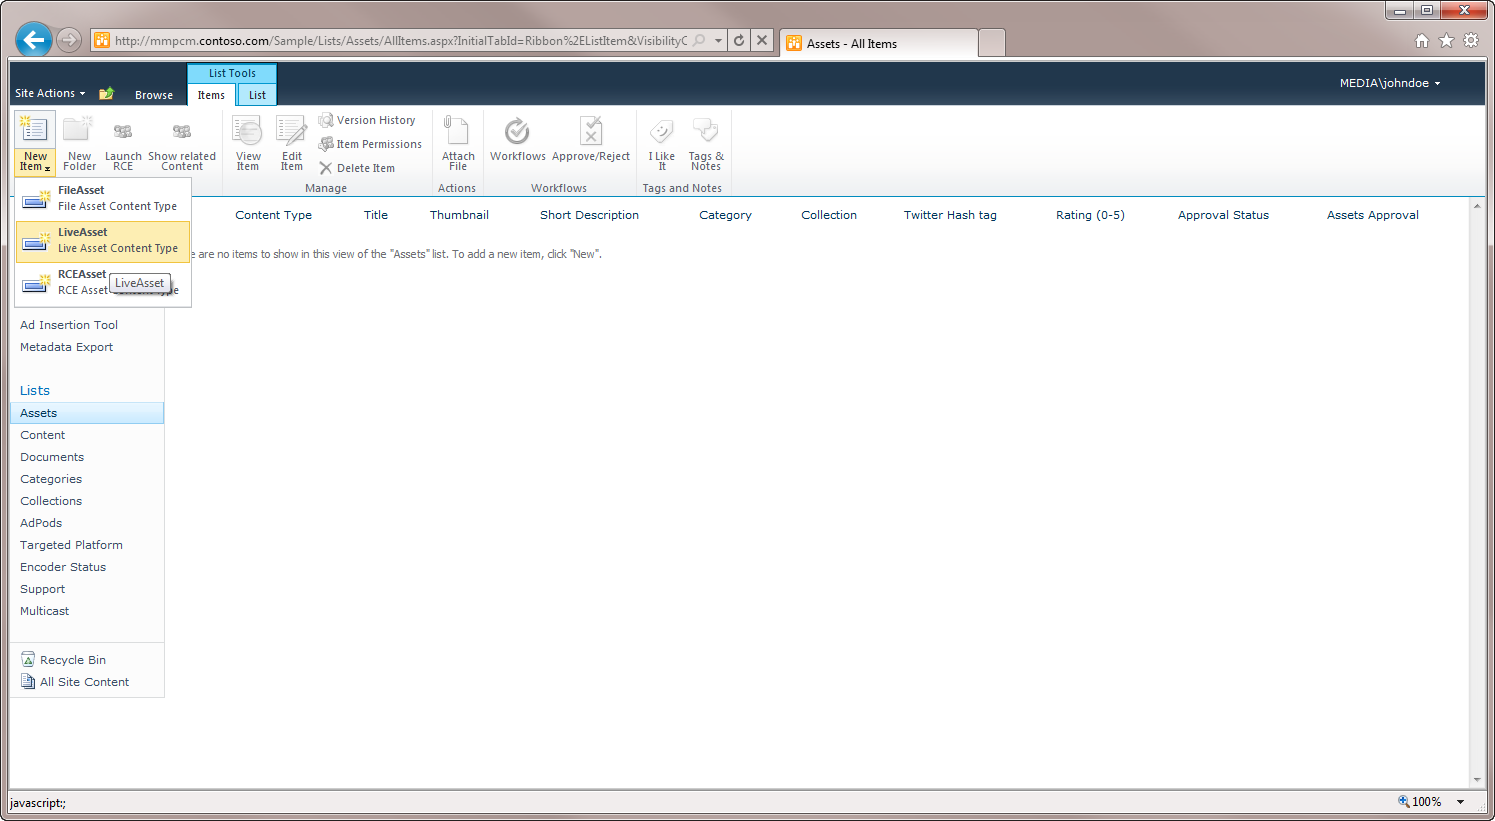 http://mmpcm.contoso.com/Sample/Lists/Assets/AllItems.aspx?InitialTabId=Ribbon%2EListItem&VisibilityC
Assets - All Items
List Tools
Site Actions
Browse
Items
List
MEDIA\johndoe
New Item
New Folder
Launch RCE
Show related Content
View Item
Edit Item
Version History
Item Permissions
Delete Item
Manage
Attach File
Actions
Workflows
Approve/Reject
Workflows
I Like It
Tags & Notes
Tags and Notes
FileAsset
File Asset Content Type
LiveAsset
Live Asset Content Type
RCEAsset
RCE Asset
LiveAsset
Content Type
Title
Thumbnail
Short Description
Category
Collection
Twitter Hash tag
Rating (0-5)
Approval Status
Assets Approval
are no items to show in this view of the "Assets" list. To add a new item, click "New".
Ad Insertion Tool
Metadata Export
Lists
Assets
Content
Documents
Categories
Collections
AdPods
Targeted Platform
Encoder Status
Support
Multicast
Recycle Bin
All Site Content
javascript:;
100%